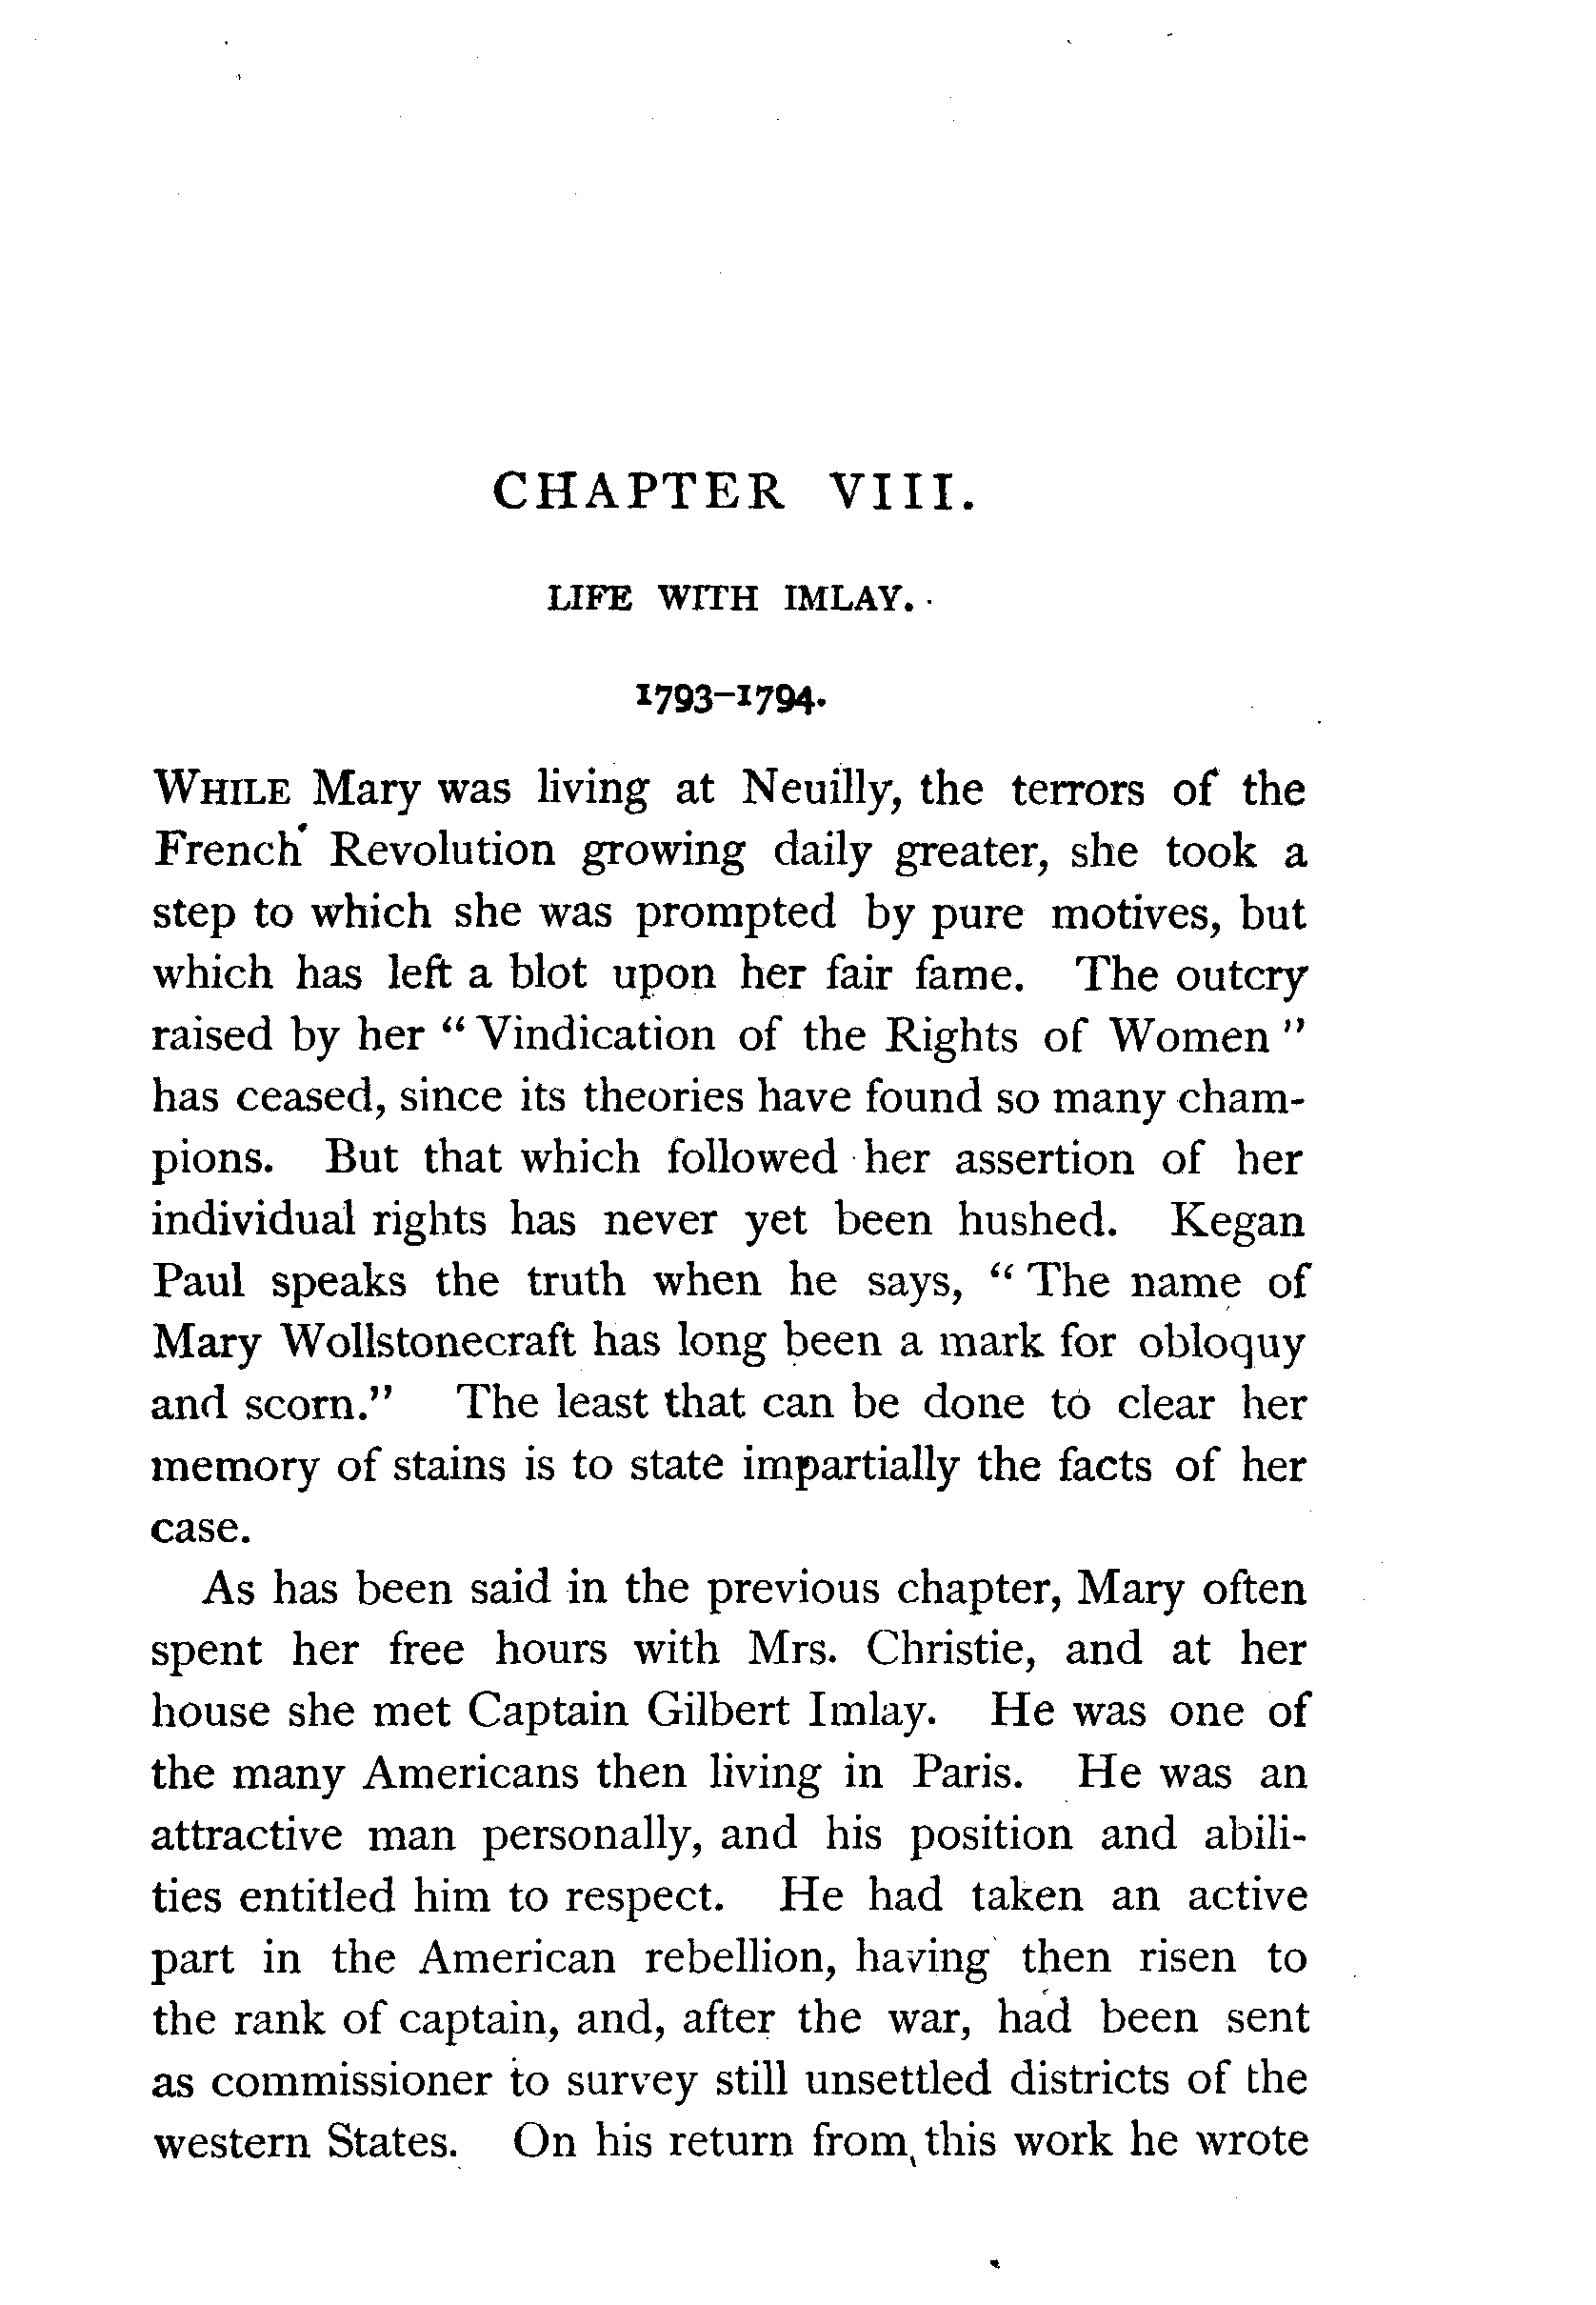 CHAPTER VIII.
LIFE WITH IMLAY.
1793–1794.
WHILE Mary was living at Neuilly, the terrors of the
French Revolution growing daily greater, she took a
step to which she was prompted by pure motives, but
which has left a blot upon her fair fame. The outcry
raised by her “Vindication of the Rights of Women”
has ceased, since its theories have found so many cham-
pions. But that which followed her assertion of her
individual rights has never yet been hushed. Kegan
Paul speaks the truth when he says, “The name of
Mary Wollstonecraft has long been a mark for obloquy
and scorn.” The least that can be done to clear her
memory of stains is to state impartially the facts of her
case.
As has been said in the previous chapter, Mary often
spent her free hours with Mrs. Christie, and at her
house she met Captain Gilbert Imlay. He was one of
the many Americans then living in Paris. He was an
attractive man personally, and his position and abili-
ties entitled him to respect. He had taken an active
part in the American rebellion, having then risen to
the rank of captain, and, after the war, had been sent
as commissioner to survey still unsettled districts of the
western States. On his return from this work he wrote